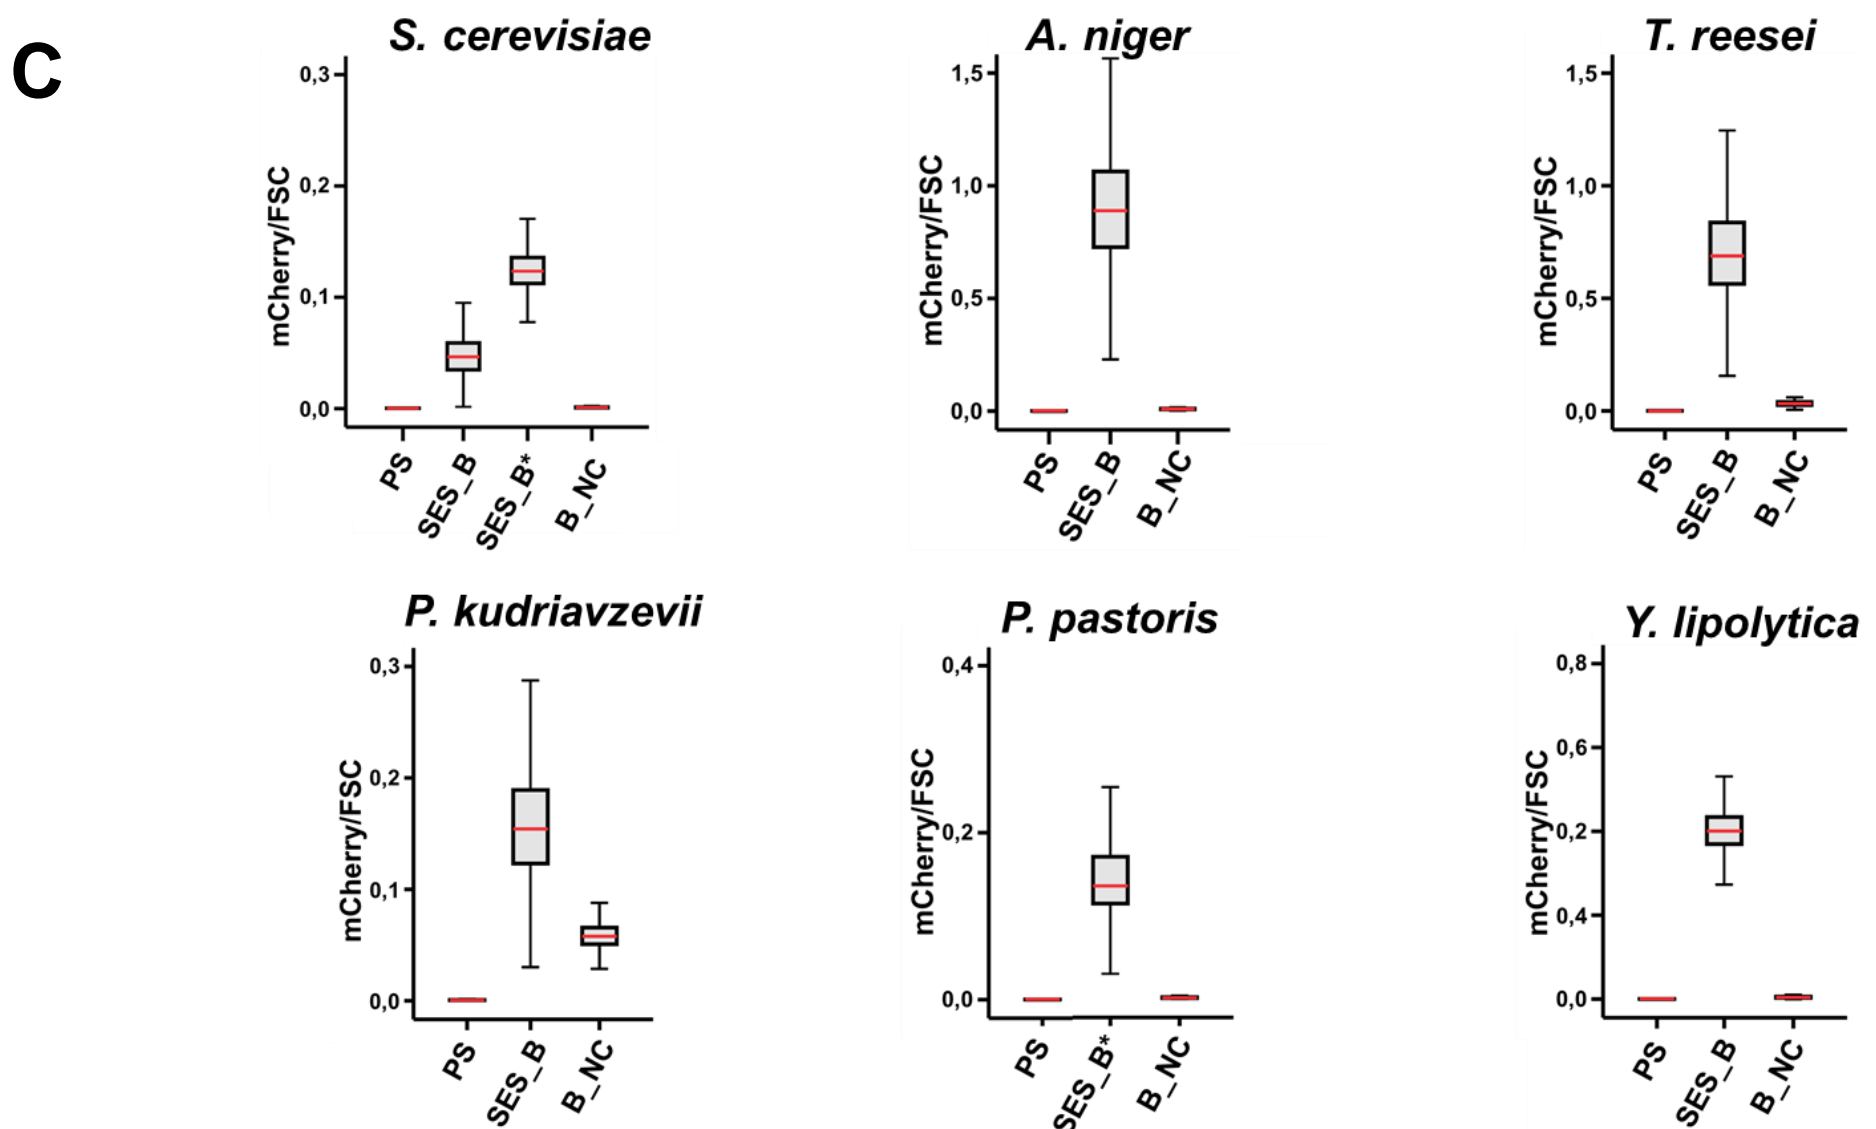 C
S. cerevisiae
mCherry/FSC
0,3
0,2
0,1
0,0
PS
SES_B
SES_B*
B_NC
A. niger
mCherry/FSC
1,5
1,0
0,5
0,0
PS
SES_B
B_NC
T. reesei
mCherry/FSC
1,5
1,0
0,5
0,0
PS
SES_B
B_NC
P. kudriavzevii
mCherry/FSC
0,3
0,2
0,1
0,0
PS
SES_B
B_NC
P. pastoris
mCherry/FSC
0,4
0,2
0,0
PS
SES_B*
B_NC
Y. lipolytica
mCherry/FSC
0,8
0,6
0,2
0,4
0,0
PS
SES_B
B_NC